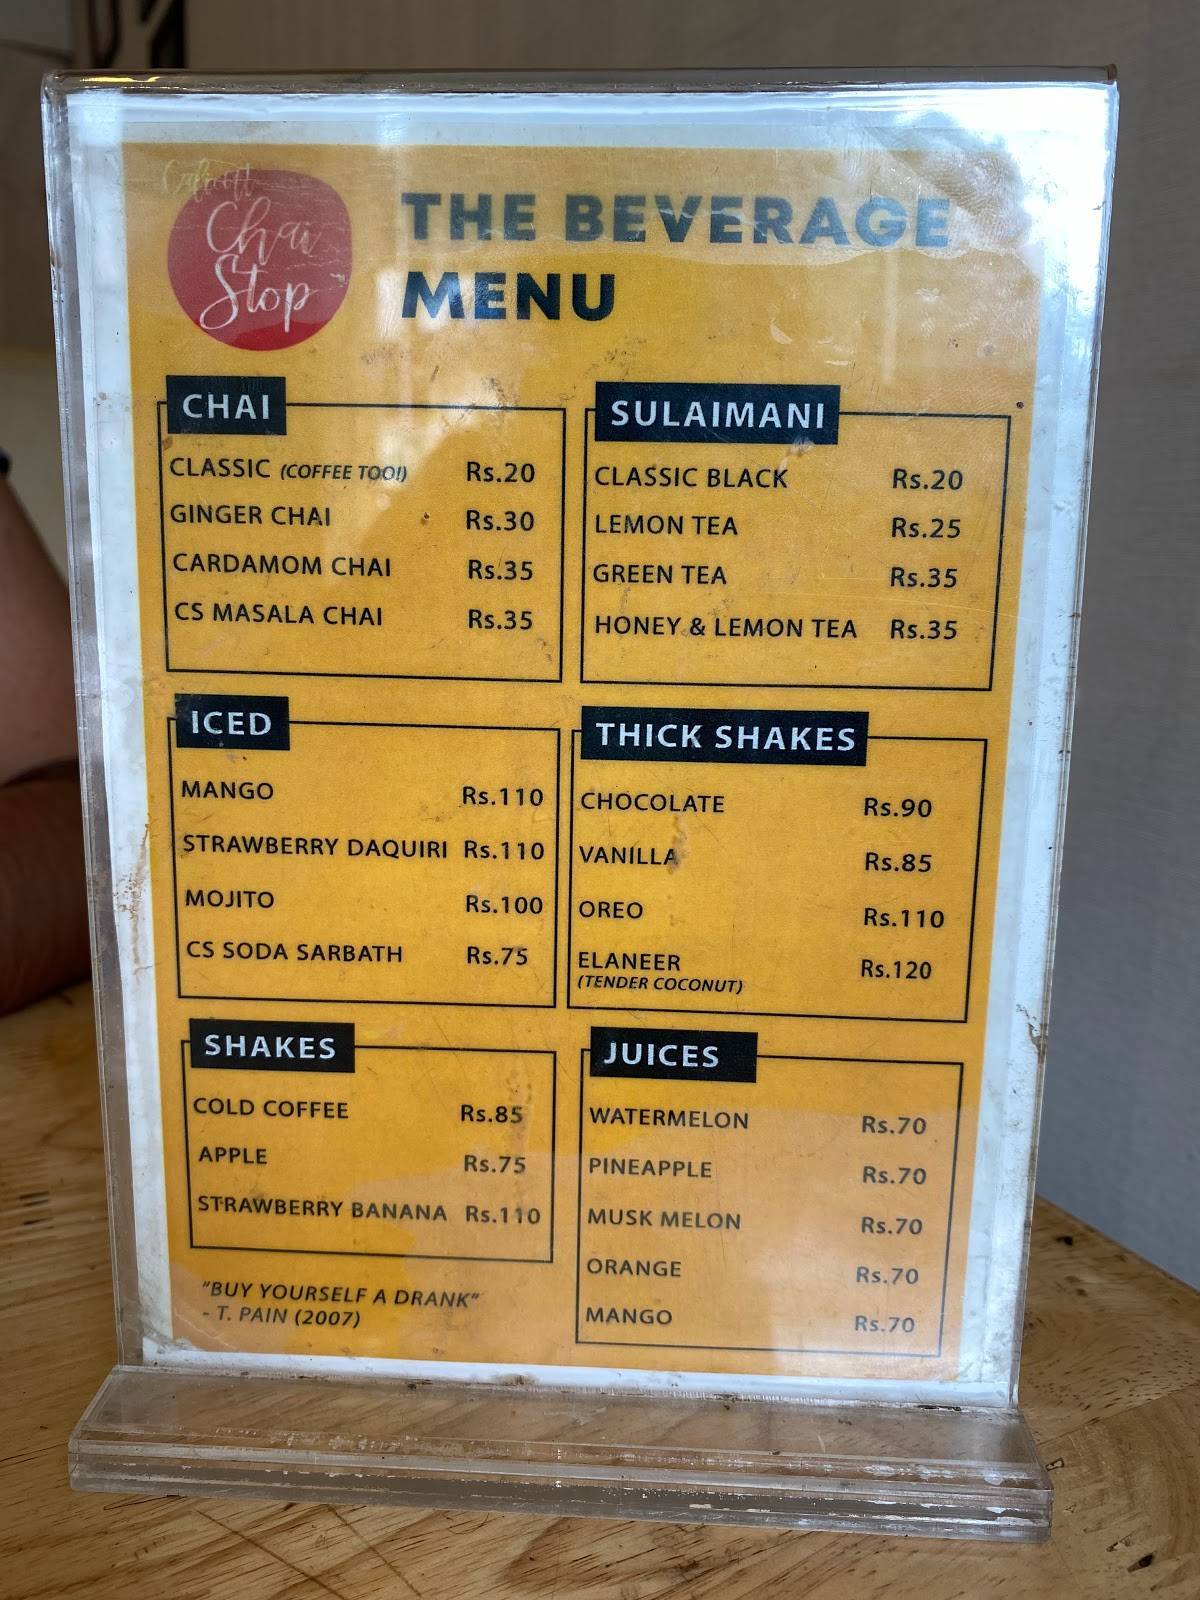 Calicut
Chai
Stop
THE BEVERAGE
MENU
CHAI
CLASSIC (COFFEE TOO!) Rs.20
GINGER CHAI Rs.30
CARDAMOM CHAI Rs.35
CS MASALA CHAI Rs.35
SULAIMANI
CLASSIC BLACK Rs.20
LEMON TEA Rs.25
GREEN TEA Rs.35
HONEY & LEMON TEA Rs.35
ICED
MANGO Rs.110
STRAWBERRY DAQUIRI Rs.110
MOJITO Rs.100
CS SODA SARBATH Rs.75
THICK SHAKES
CHOCOLATE Rs.90
VANILLA Rs.85
OREO Rs.110
ELANEER Rs.120
(TENDER COCONUT)
SHAKES
COLD COFFEE Rs.85
APPLE Rs.75
STRAWBERRY BANANA Rs.110
JUICES
WATERMELON Rs.70
PINEAPPLE Rs.70
MUSK MELON Rs.70
ORANGE Rs.70
MANGO Rs.70
"BUY YOURSELF A DRANK"
- T. PAIN (2007)